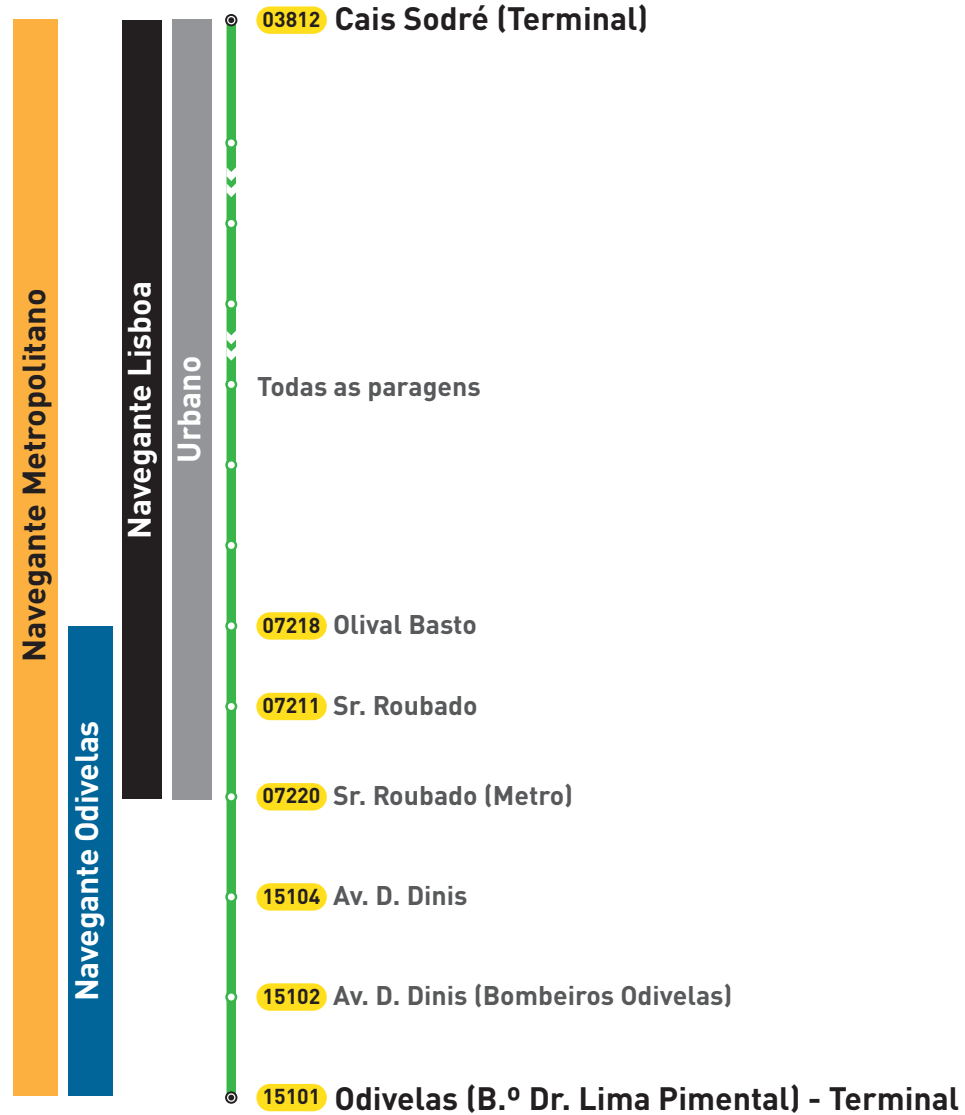 Navegante Metropolitano
Navegante Odivelas
Navegante Lisboa
Urbano
03812 Cais Sodré (Terminal)
Todas as paragens
07218 Olival Basto
07211 Sr. Roubado
07220 Sr. Roubado (Metro)
15104 Av. D. Dinis
15102 Av. D. Dinis (Bombeiros Odivelas)
15101 Odivelas (B.º Dr. Lima Pimental) - Terminal